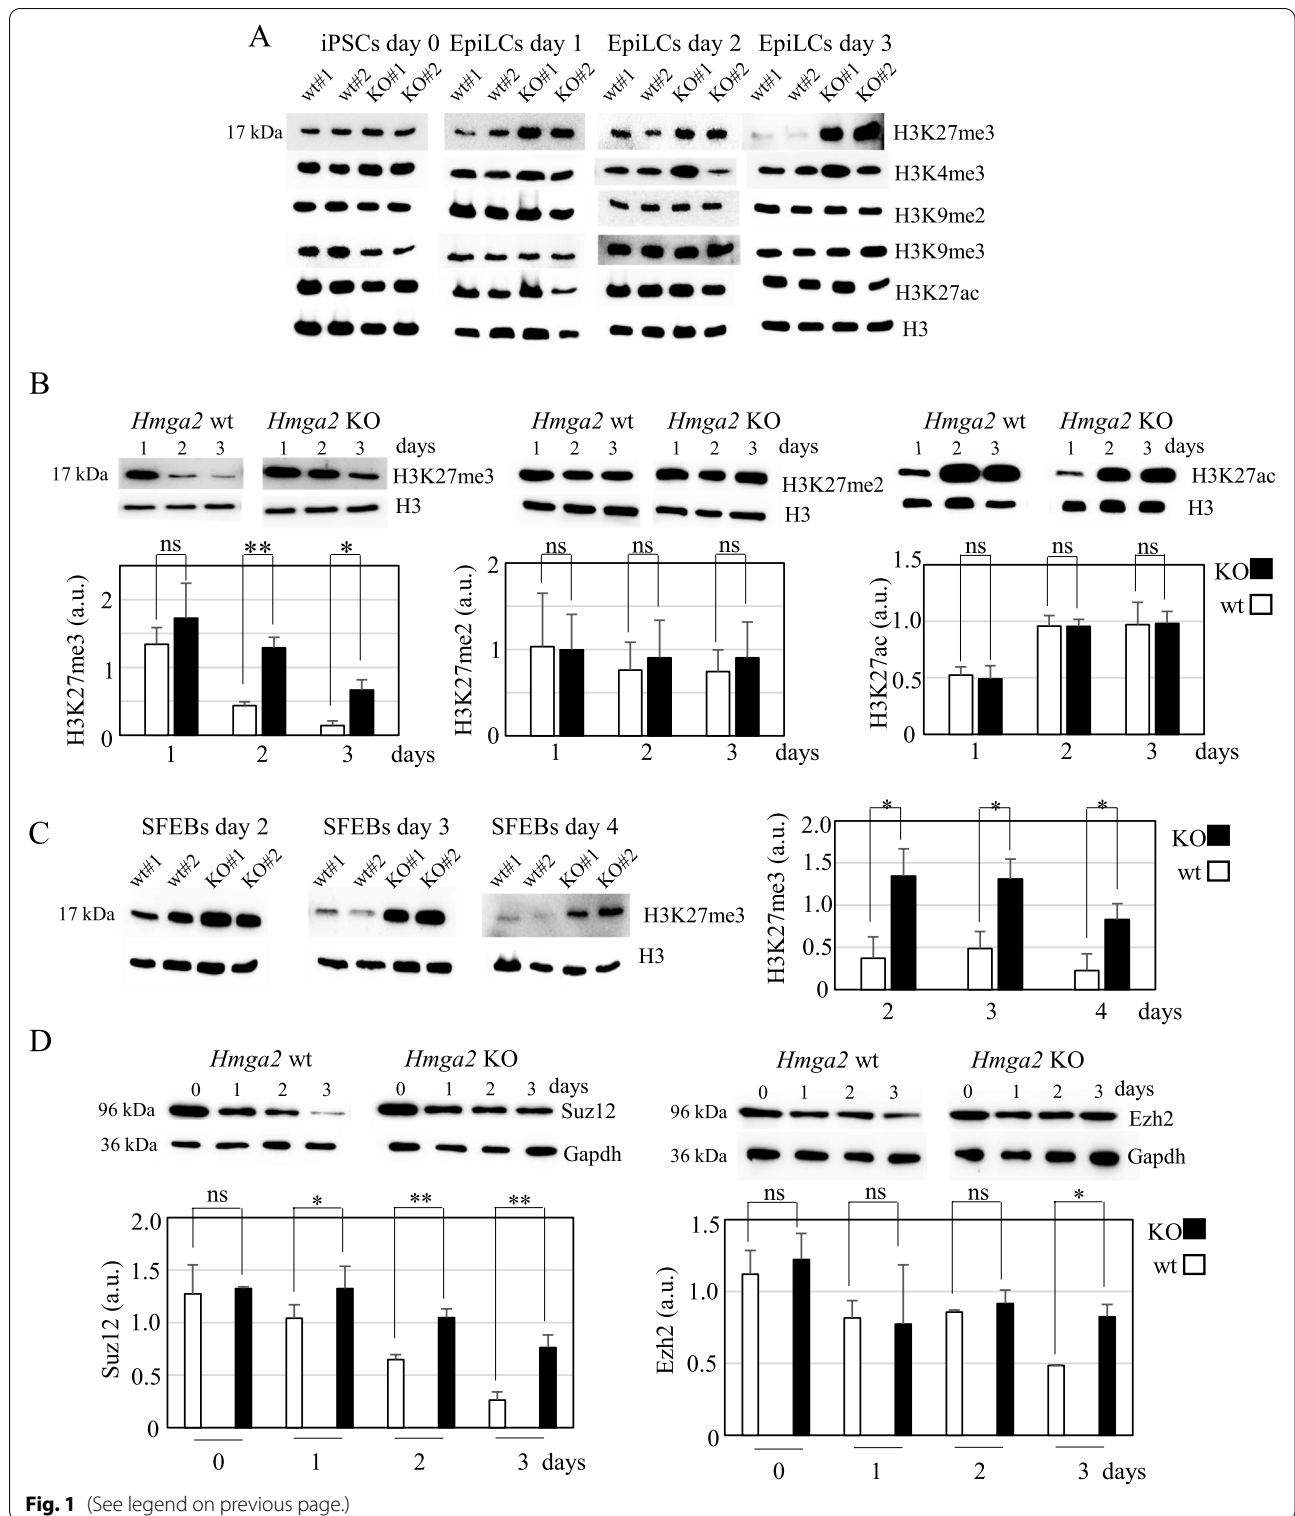 A
iPSCs day 0 EpiLCs day 1 EpiLCs day 2 EpiLCs day 3
wt#1 wt#2 KO#1 KO#2 wt#1 wt#2 KO#1 KO#2 wt#1 wt#2 KO#1 KO#2 wt#1 wt#2 KO#1 KO#2
17 kDa H3K27me3
H3K4me3
H3K9me2
H3K9me3
H3K27ac
H3
B
Hmga2 wt Hmga2 KO
1 2 3 1 2 3 days
17 kDa H3K27me3
H3
ns ** *
H3K27me3 (a.u.)
2
1
0
1 2 3 days
Hmga2 wt Hmga2 KO
1 2 3 1 2 3 days
H3K27me2
H3
ns ns ns
H3K27me2 (a.u.)
2
1
0
1 2 3 days
Hmga2 wt Hmga2 KO
1 2 3 1 2 3 days
H3K27ac
H3
ns ns ns
H3K27ac (a.u.)
1.5
1.0
0.5
0
1 2 3 days
KO
wt
C
SFEBs day 2 SFEBs day 3 SFEBs day 4
wt#1 wt#2 KO#1 KO#2 wt#1 wt#2 KO#1 KO#2 wt#1 wt#2 KO#1 KO#2
17 kDa H3K27me3
H3
* * *
H3K27me3 (a.u.)
2.0
1.5
1.0
0.5
0
2 3 4 days
KO
wt
D
Hmga2 wt Hmga2 KO
0 1 2 3 0 1 2 3 days
96 kDa Suz12
36 kDa Gapdh
ns * ** **
Suz12 (a.u.)
2.0
1.5
1.0
0.5
0
0 1 2 3 days
Hmga2 wt Hmga2 KO
0 1 2 3 0 1 2 3 days
96 kDa Ezh2
36 kDa Gapdh
ns ns ns *
Ezh2 (a.u.)
1.5
1.0
0.5
0
0 1 2 3 days
KO
wt
Fig. 1 (See legend on previous page.)